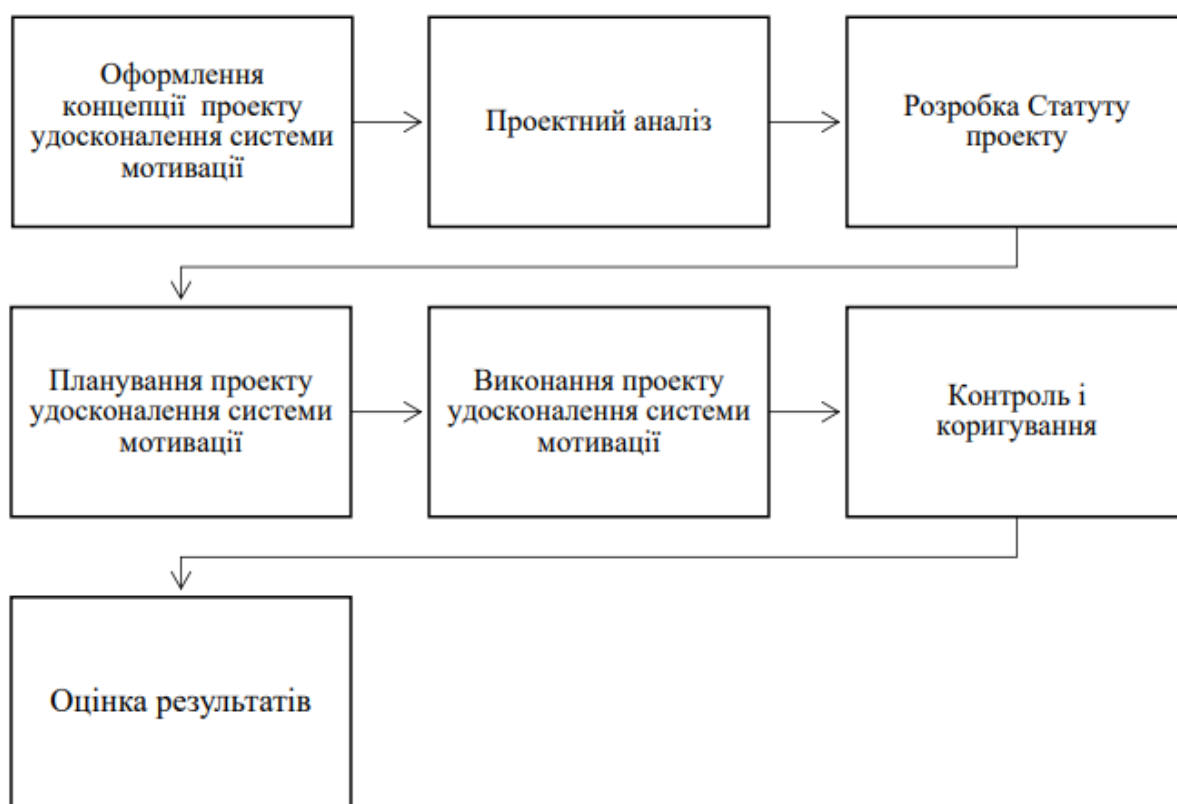 Оформлення
концепції проекту
удосконалення системи
мотивації
Проектний аналіз
Розробка Статуту
проекту
Планування проекту
удосконалення системи
мотивації
Виконання проекту
удосконалення системи
мотивації
Контроль і
коригування
Оцінка результатів